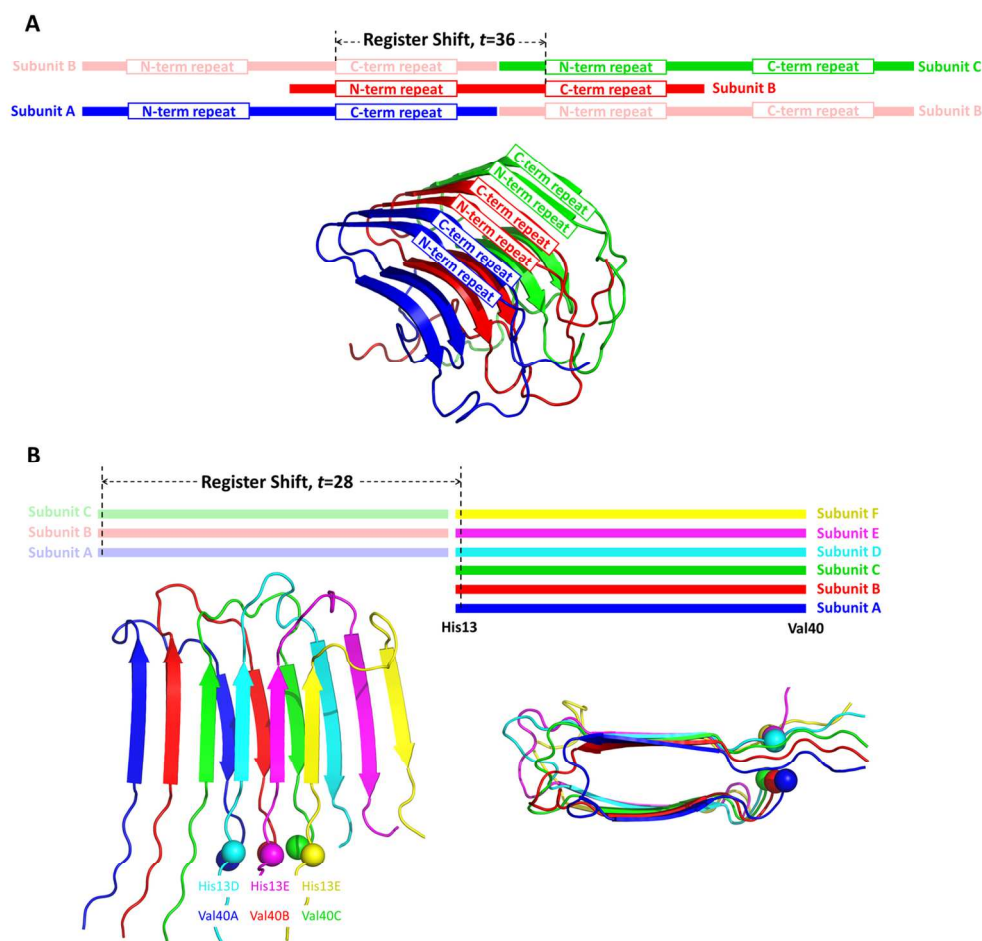 A
Register Shift, t=36
Subunit B N-term repeat C-term repeat N-term repeat C-term repeat Subunit C
N-term repeat C-term repeat Subunit B
Subunit A N-term repeat C-term repeat N-term repeat C-term repeat Subunit B
C-term repeat
N-term repeat
C-term repeat
N-term repeat
C-term repeat
N-term repeat
B
Register Shift, t=28
Subunit C Subunit F
Subunit B Subunit E
Subunit A Subunit D
Subunit C
Subunit B
Subunit A
His13 Val40
His13D His13E His13E
Val40A Val40B Val40C